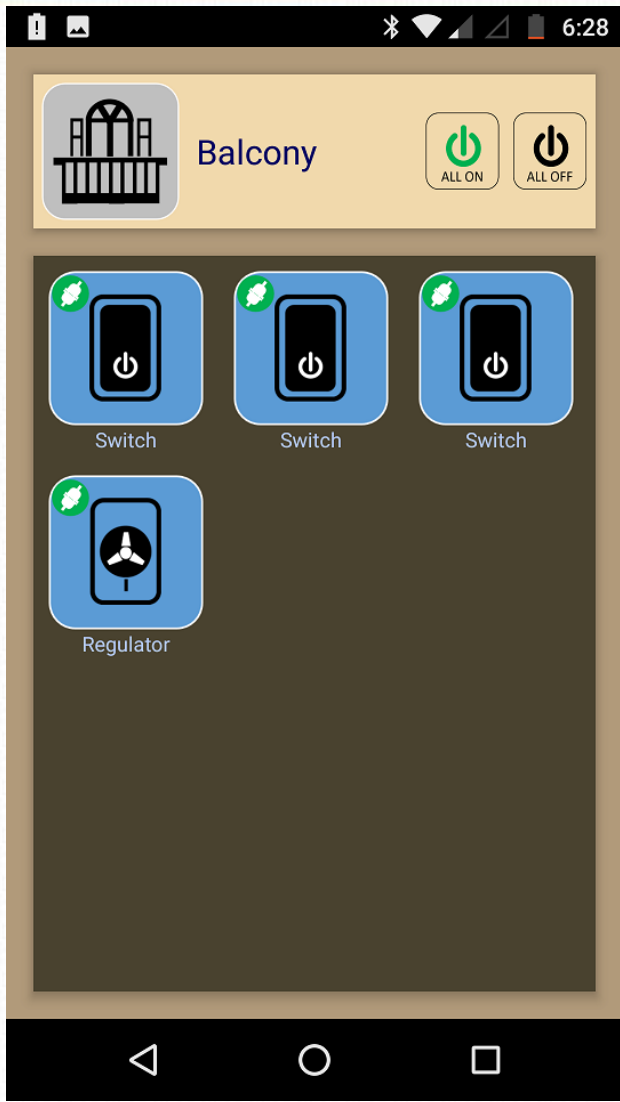 6:28
Balcony
ALL ON
ALL OFF
Switch
Switch
Switch
Regulator